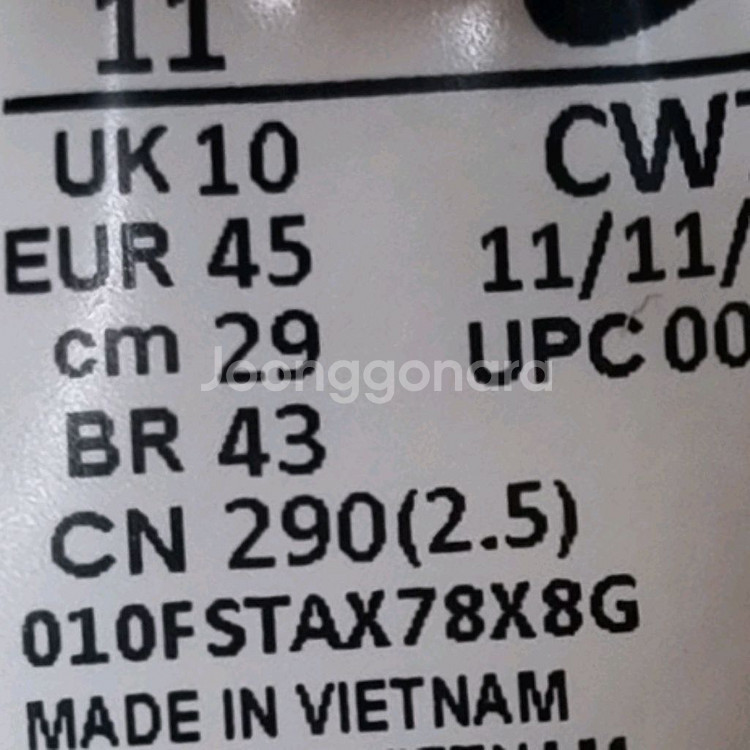 11
UK 10
EUR 45
cm 29
BR 43
CN 290(2.5)
010FSTAX78X8G
MADE IN VIETNAM
VIETNAM
CW
11/11/
UPC 00
Joonggonara